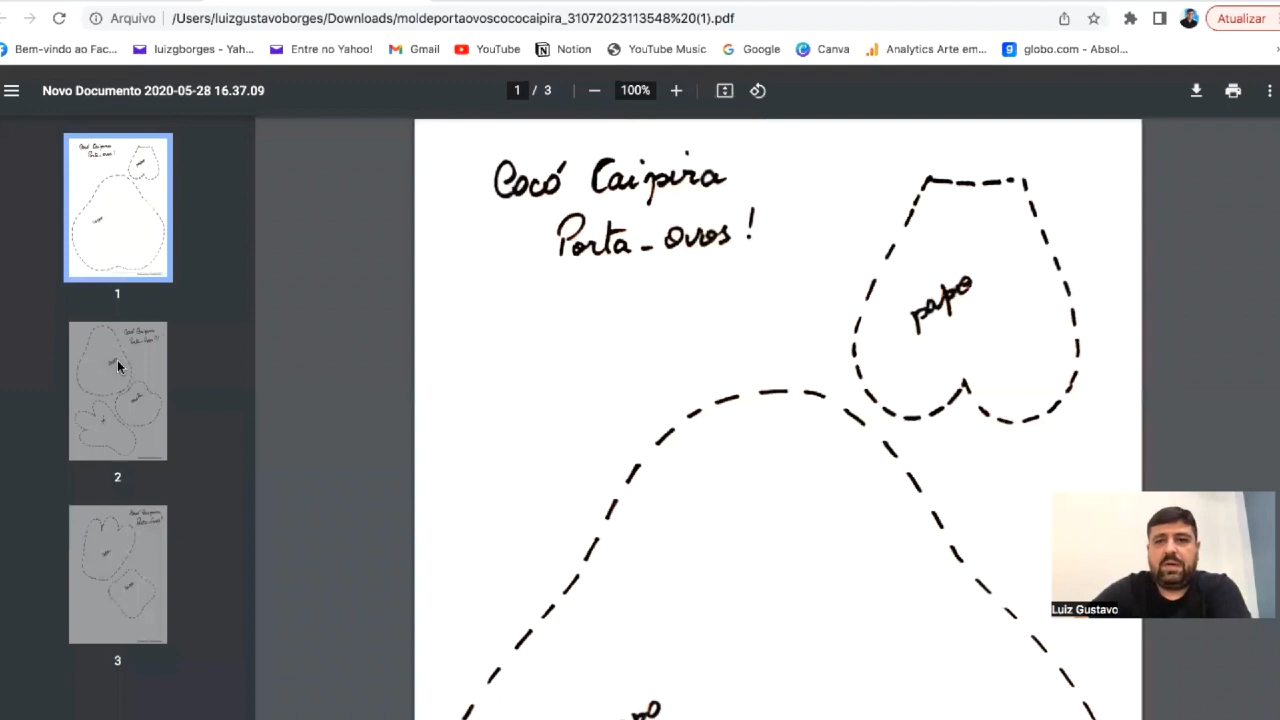 Arquivo /Users/luizgustavoborges/Downloads/moldeportaovoscococaipira_31072023113548%20(1).pdf Atualizar
Bem-vindo ao Fac... luizgborges - Yah... Entre no Yahoo! Gmail YouTube Notion YouTube Music Google Canva Analytics Arte em... globo.com - Absol...
Novo Documento 2020-05-28 16.37.09 1 / 3 100%
Cocó Caipira
Porta-ovos!
papo
1
2
3
Luiz Gustavo